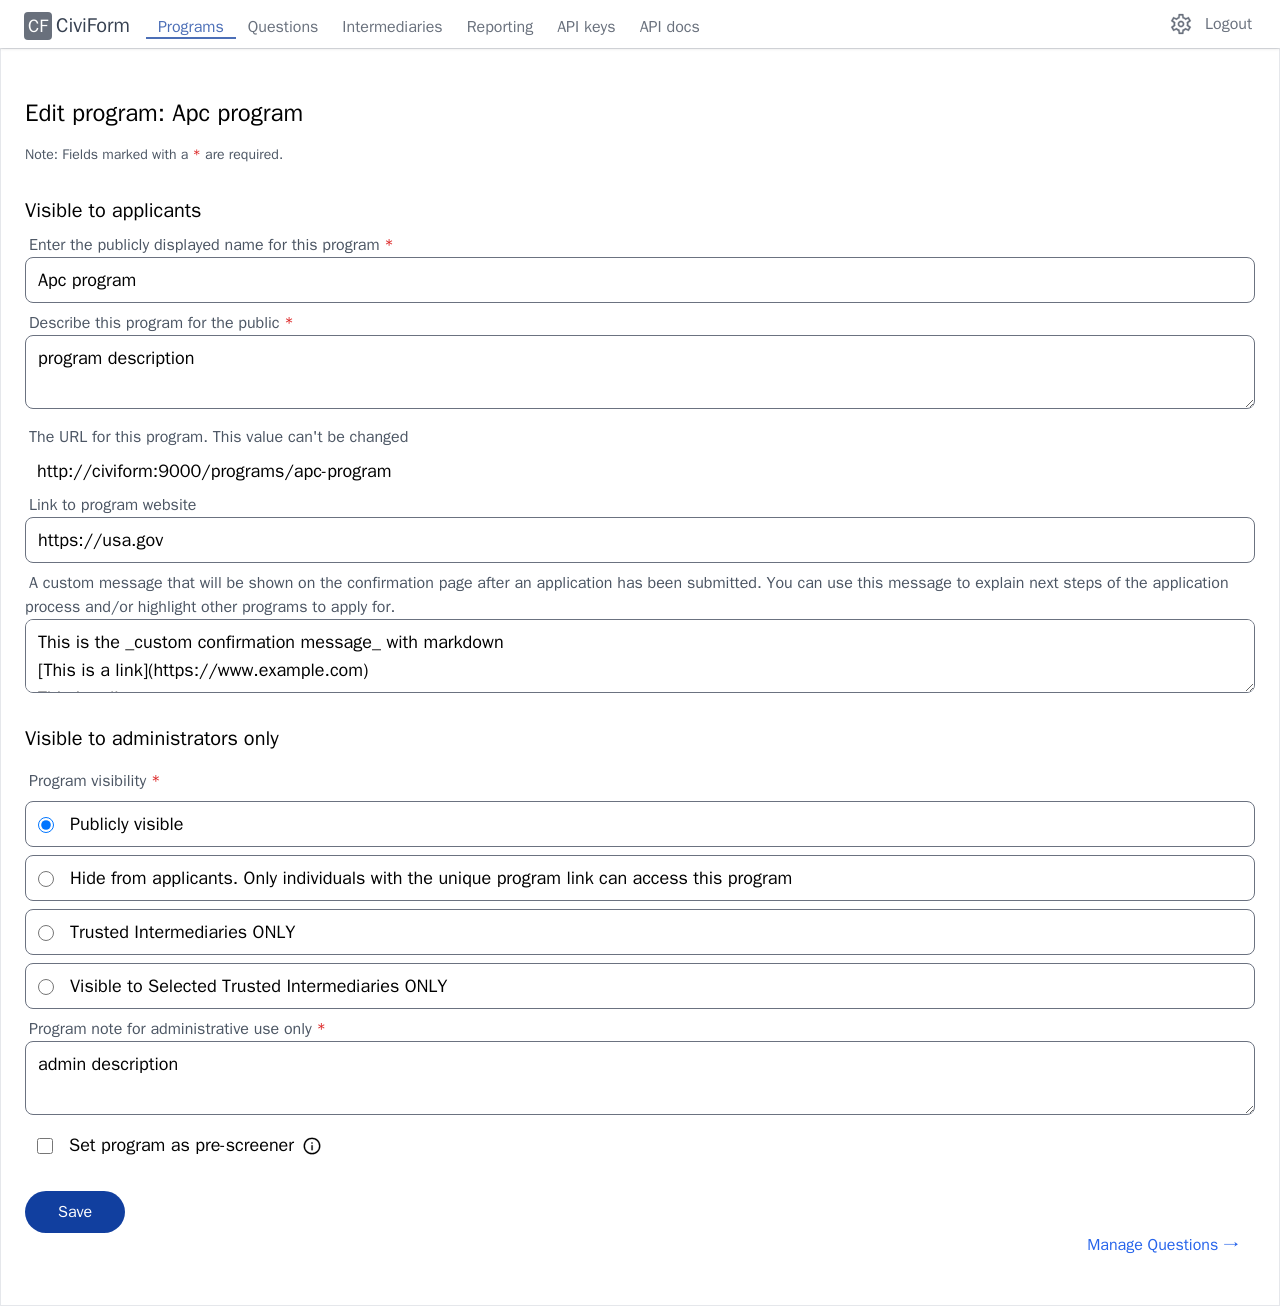 CF CiviForm Programs Questions Intermediaries Reporting API keys API docs Logout
Edit program: Apc program
Note: Fields marked with a * are required.
Visible to applicants
Enter the publicly displayed name for this program *
Apc program
Describe this program for the public *
program description
The URL for this program. This value can't be changed
http://civiform:9000/programs/apc-program
Link to program website
https://usa.gov
A custom message that will be shown on the confirmation page after an application has been submitted. You can use this message to explain next steps of the application
process and/or highlight other programs to apply for.
This is the _custom confirmation message_ with markdown
[This is a link](https://www.example.com)
Visible to administrators only
Program visibility *
Publicly visible
Hide from applicants. Only individuals with the unique program link can access this program
Trusted Intermediaries ONLY
Visible to Selected Trusted Intermediaries ONLY
Program note for administrative use only *
admin description
Set program as pre-screener
Save
Manage Questions →